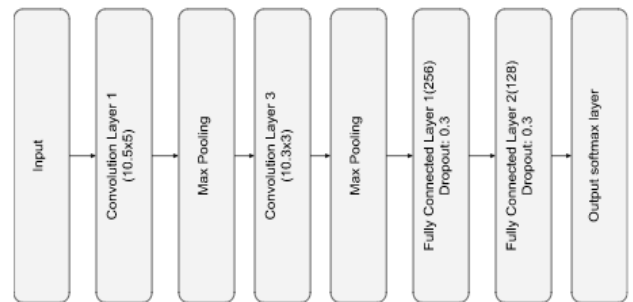 Input
Convolution Layer 1
(10.5x5)
Max Pooling
Convolution Layer 3
(10.3x3)
Max Pooling
Fully Connected Layer 1(256)
Dropout: 0.3
Fully Connected Layer 2(128)
Dropout: 0.3
Output softmax layer